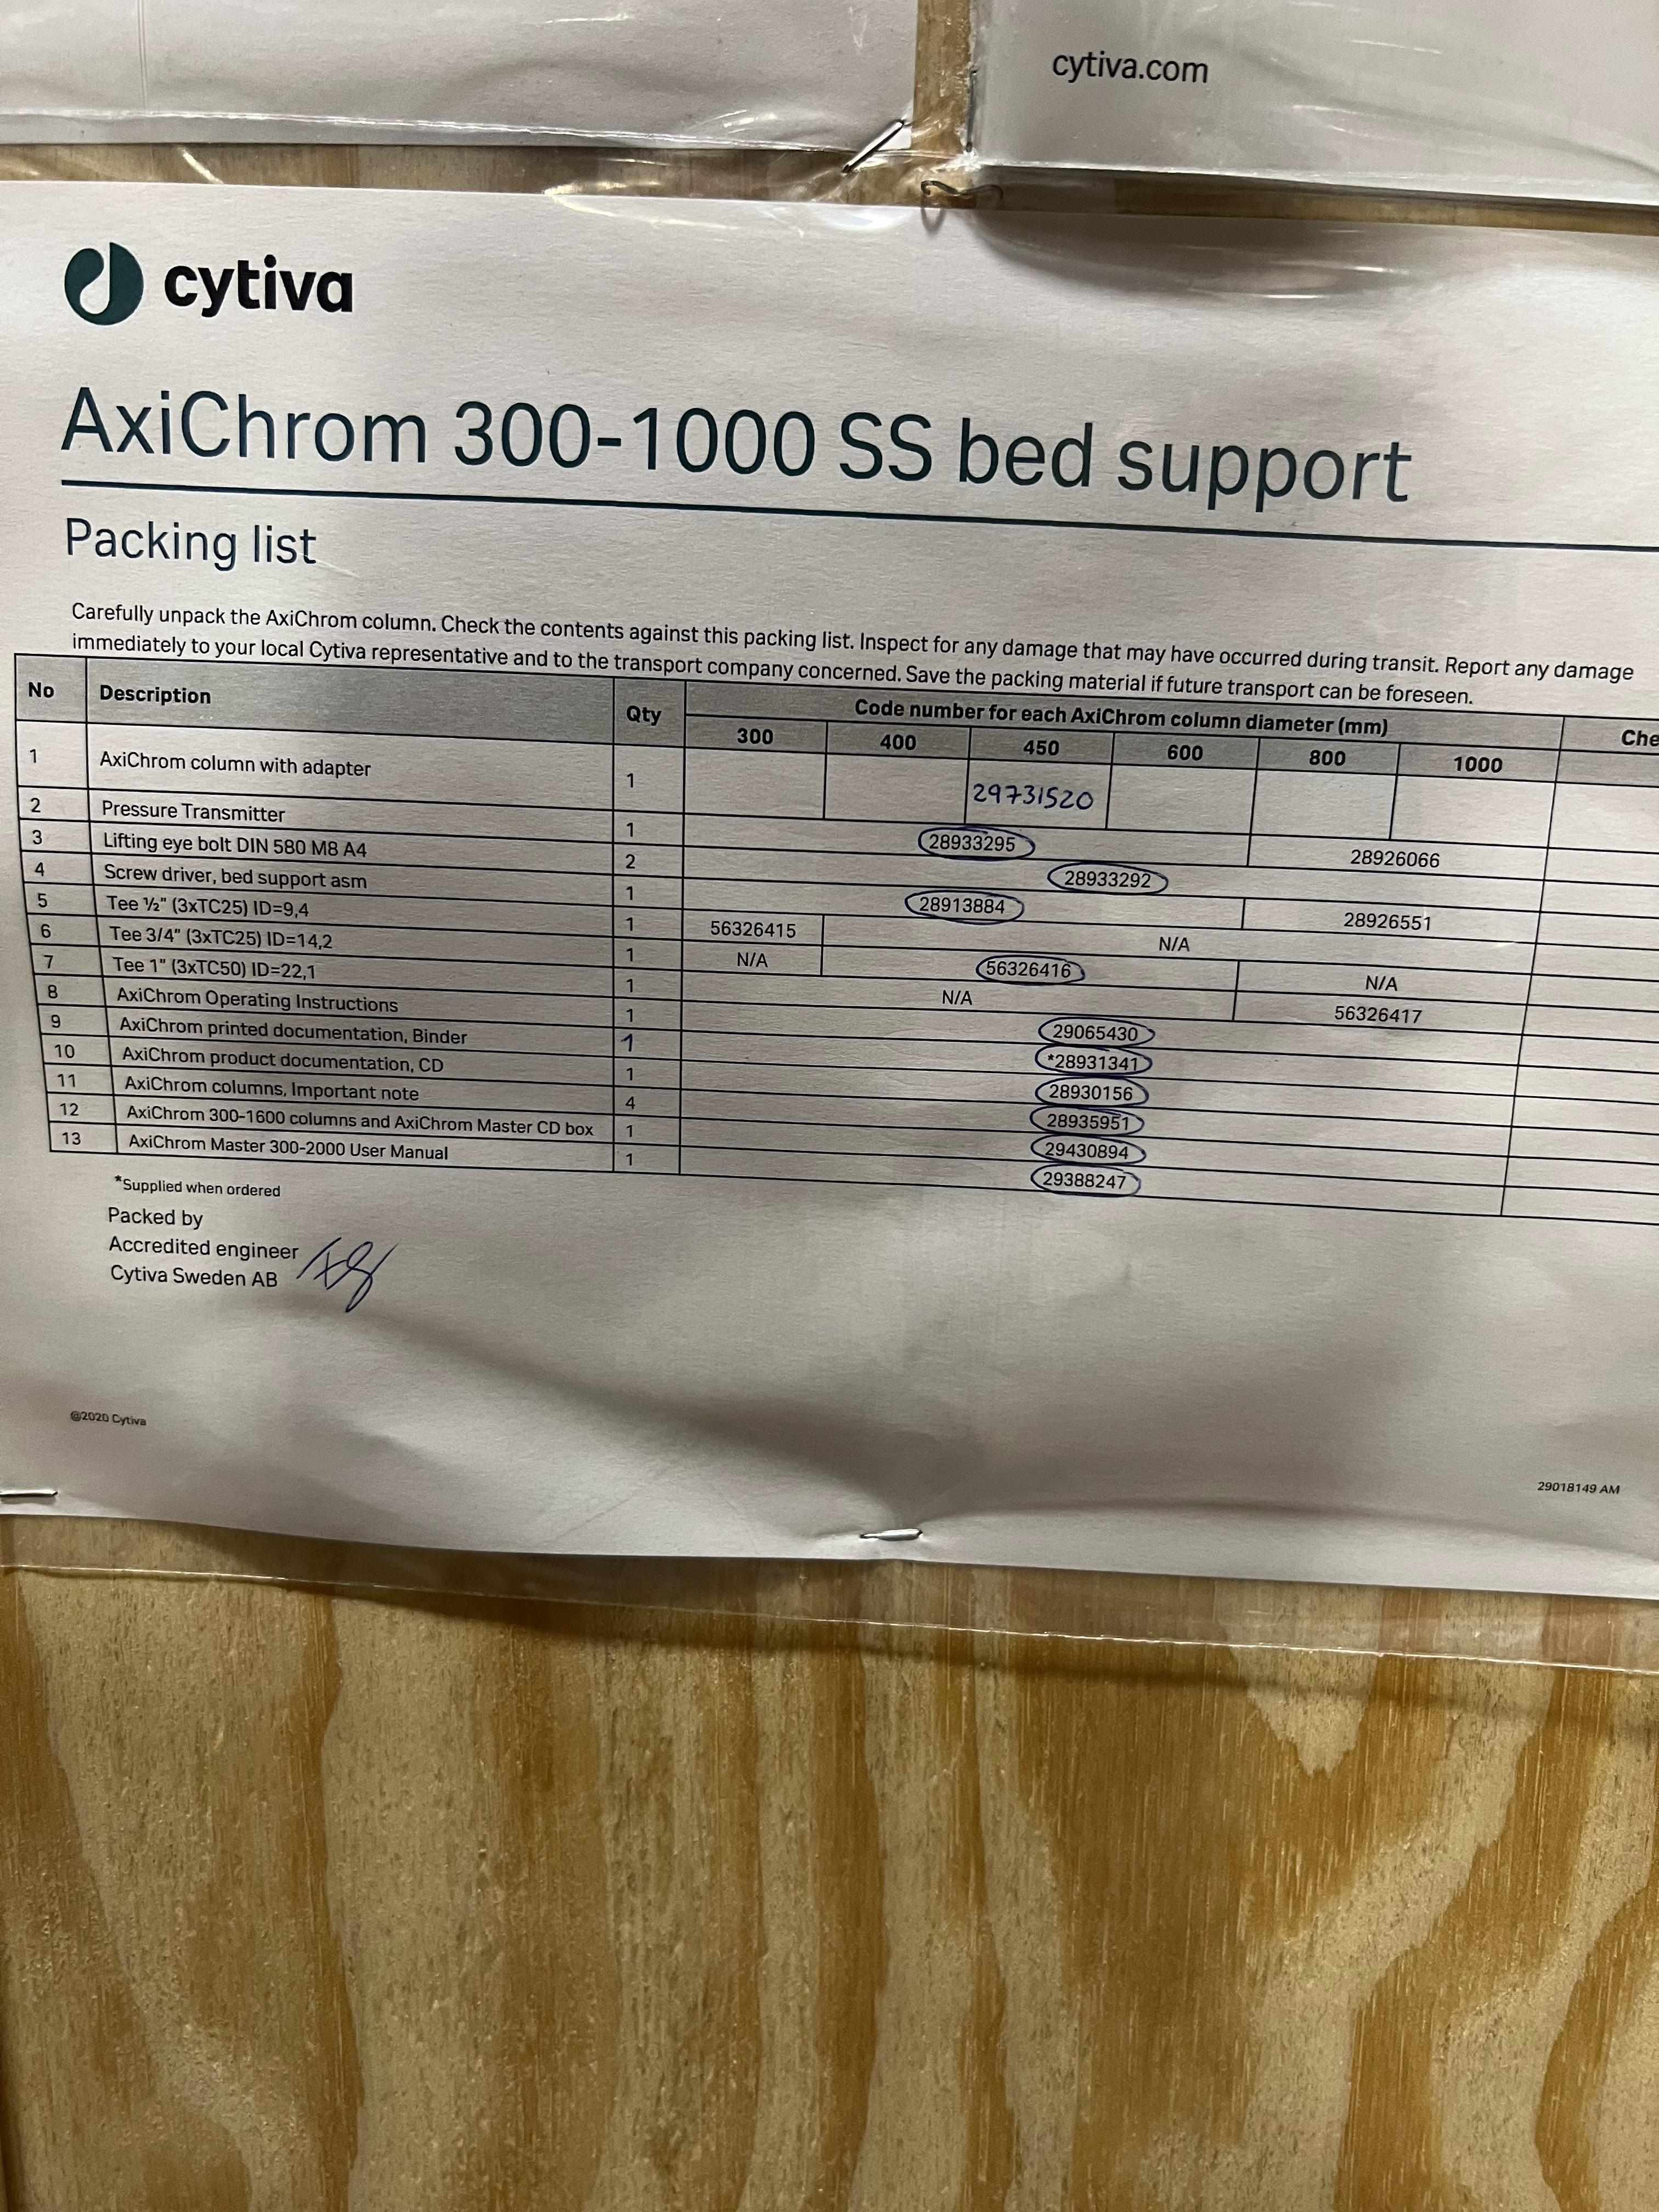 cytiva.com
cytiva
AxiChrom 300-1000 SS bed support
Packing list
Carefully unpack the AxiChrom column. Check the contents against this packing list. Inspect for any damage that may have occurred during transit. Report any damage
immediately to your local Cytiva representative and to the transport company concerned. Save the packing material if future transport can be foreseen.
No Description Qty Code number for each AxiChrom column diameter (mm) Che
300 400 450 600 800 1000
1 AxiChrom column with adapter 1 29731520
2 Pressure Transmitter 1 28933295 28926066
3 Lifting eye bolt DIN 580 M8 A4 2 28933292
4 Screw driver, bed support asm 1 28913884 28926551
5 Tee ½" (3xTC25) ID=9,4 1 56326415 N/A
6 Tee 3/4" (3xTC25) ID=14,2 1 N/A 56326416 N/A
7 Tee 1" (3xTC50) ID=22,1 1 N/A 56326417
8 AxiChrom Operating Instructions 1 29065430
9 AxiChrom printed documentation, Binder 1 *28931341
10 AxiChrom product documentation, CD 1 28930156
11 AxiChrom columns, Important note 4 28935951
12 AxiChrom 300-1600 columns and AxiChrom Master CD box 1 29430894
13 AxiChrom Master 300-2000 User Manual 1 29388247
*Supplied when ordered
Packed by
Accredited engineer
Cytiva Sweden AB
@2020 Cytiva
29018149 AM